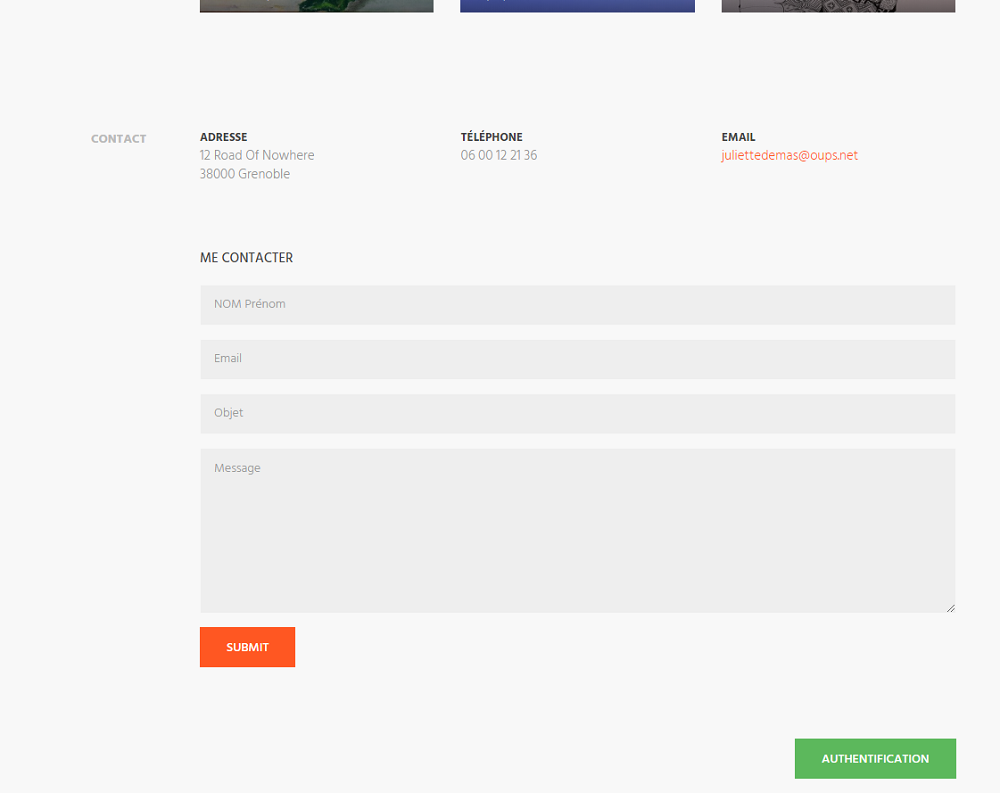 CONTACT
ADRESSE
12 Road Of Nowhere
38000 Grenoble
TÉLÉPHONE
06 00 12 21 36
EMAIL
juliettedemas@oups.net
ME CONTACTER
NOM Prénom
Email
Objet
Message
SUBMIT
AUTHENTIFICATION